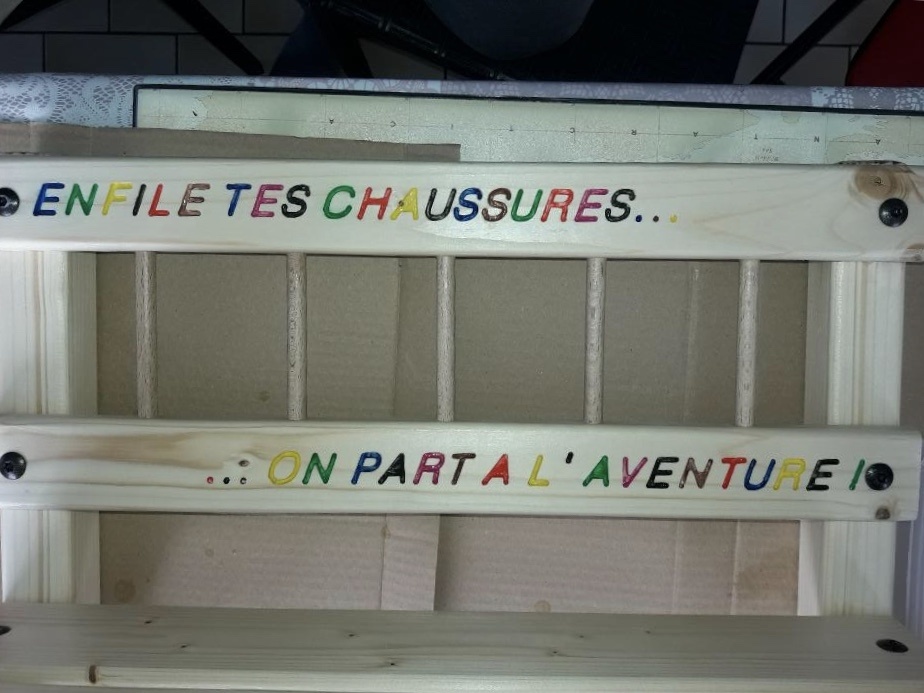 ENFILE TES CHAUSSURES...
...ON PART A L'AVENTURE !